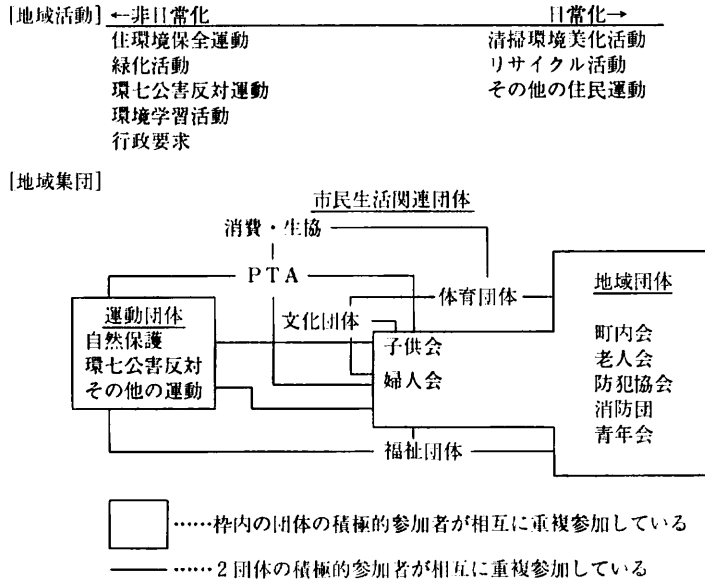 [地域活動] ←非日常化 日常化→
住環境保全運動 清掃環境美化活動
緑化活動 リサイクル活動
環七公害反対運動 その他の住民運動
環境学習活動
行政要求
[地域集団]
市民生活関連団体
消費・生協
PTA
体育団体
地域団体
運動団体
文化団体
自然保護
子供会
町内会
環七公害反対
婦人会
老人会
その他の運動
防犯協会
消防団
青年会
福祉団体
……枠内の団体の積極的参加者が相互に重複参加している
……2団体の積極的参加者が相互に重複参加している